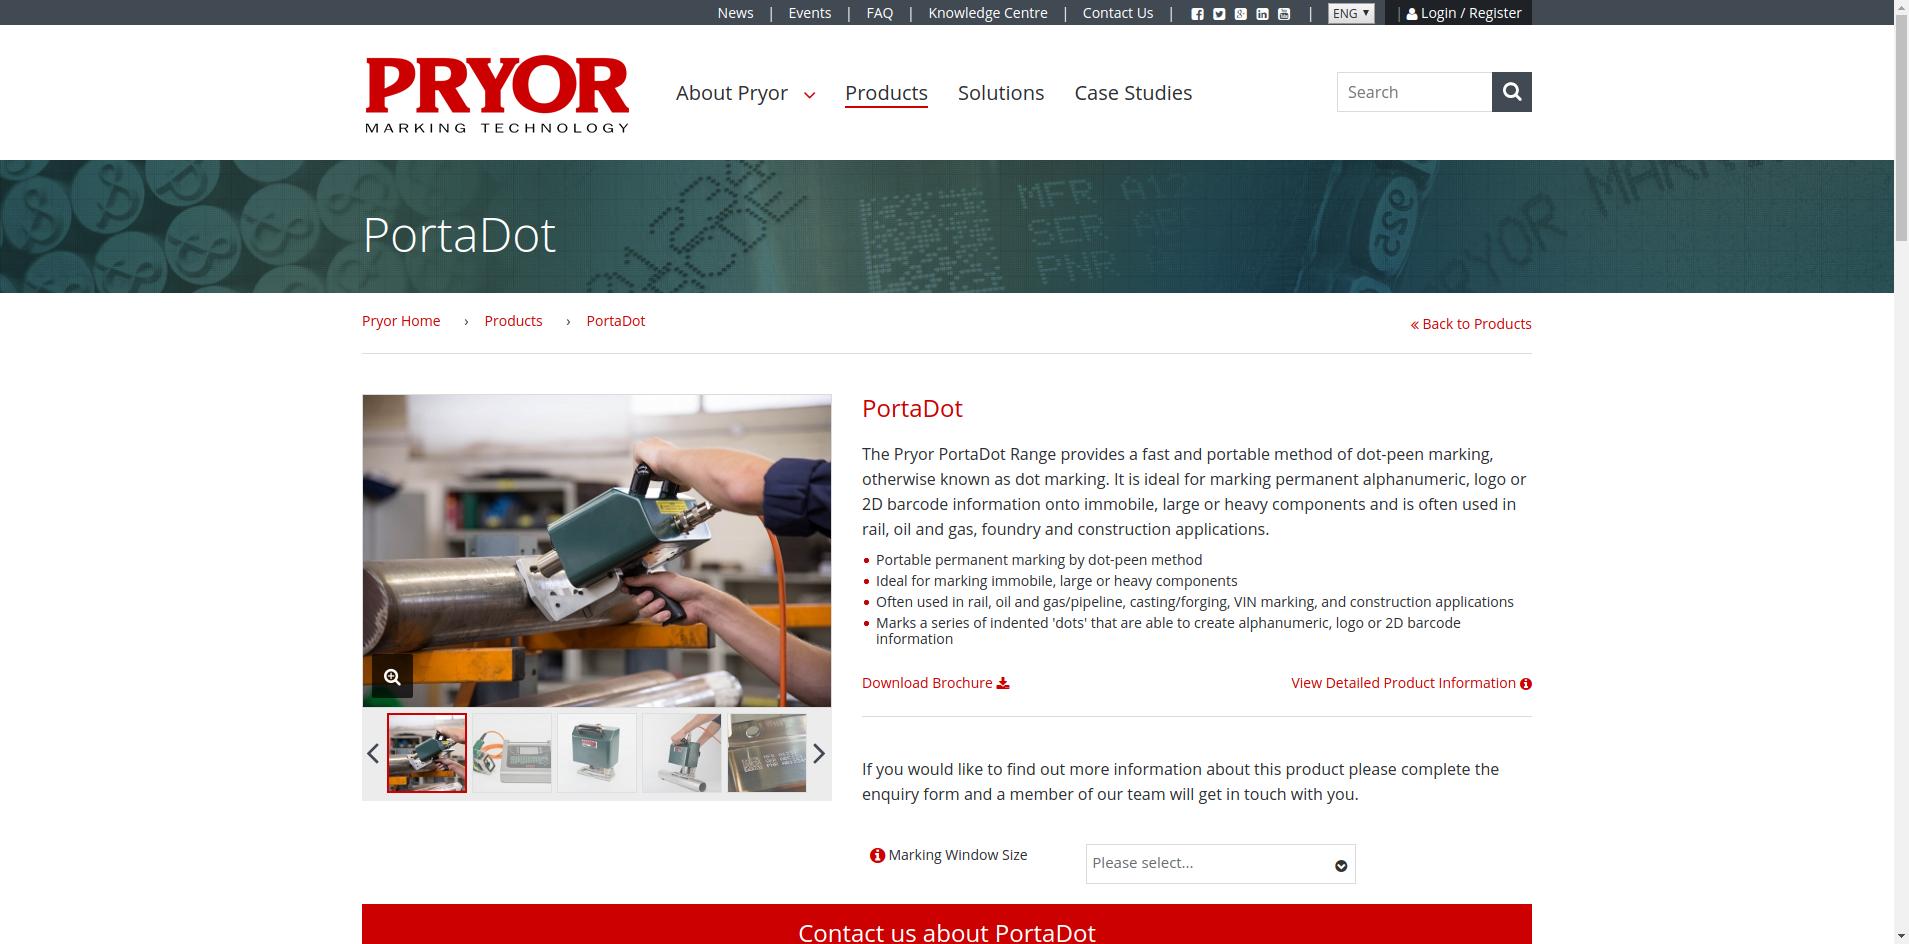 News | Events | FAQ | Knowledge Centre | Contact Us | | ENG | Login / Register
PRYOR
MARKING TECHNOLOGY
About Pryor Products Solutions Case Studies
Search
MFR A1
SER AP
PNR
PRYOR MAR
PortaDot
Pryor Home › Products › PortaDot
« Back to Products
PortaDot
The Pryor PortaDot Range provides a fast and portable method of dot-peen marking,
otherwise known as dot marking. It is ideal for marking permanent alphanumeric, logo or
2D barcode information onto immobile, large or heavy components and is often used in
rail, oil and gas, foundry and construction applications.
Portable permanent marking by dot-peen method
Ideal for marking immobile, large or heavy components
Often used in rail, oil and gas/pipeline, casting/forging, VIN marking, and construction applications
Marks a series of indented 'dots' that are able to create alphanumeric, logo or 2D barcode
information
Download Brochure
View Detailed Product Information
If you would like to find out more information about this product please complete the
enquiry form and a member of our team will get in touch with you.
Marking Window Size
Please select...
Contact us about PortaDot